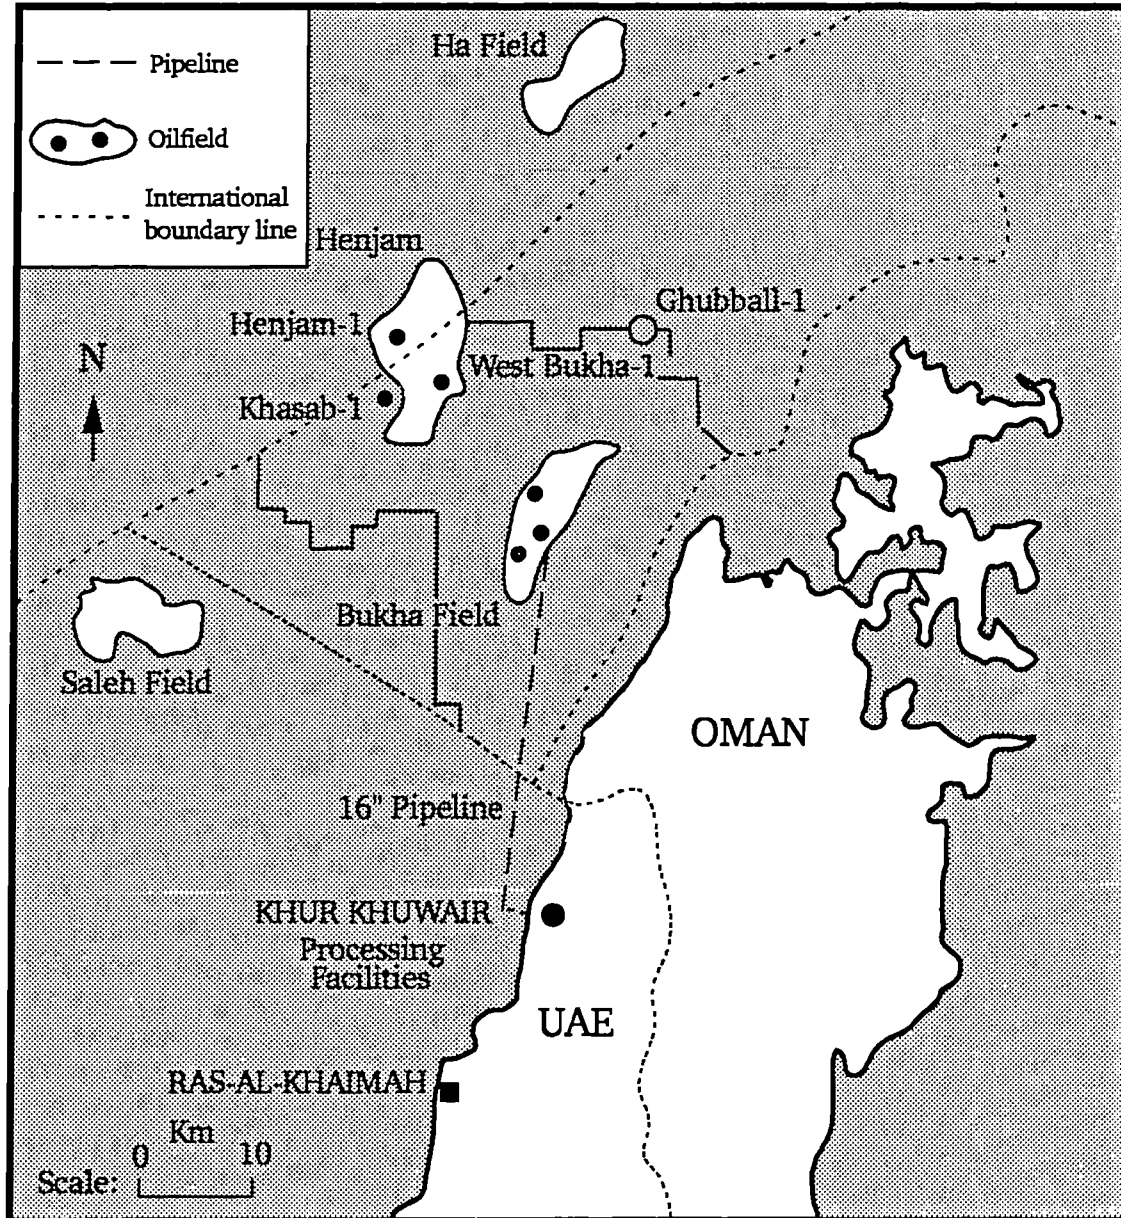 Ha Field
Pipeline
Oilfield
International
boundary line
Henjam
Ghubball-1
Henjam-1
West Bukha-1
N
Khasab-1
Bukha Field
Saleh Field
OMAN
16" Pipeline
KHUR KHUWAIR
Processing
Facilities
UAE
RAS-AL-KHAIMAH
Km
0 10
Scale: